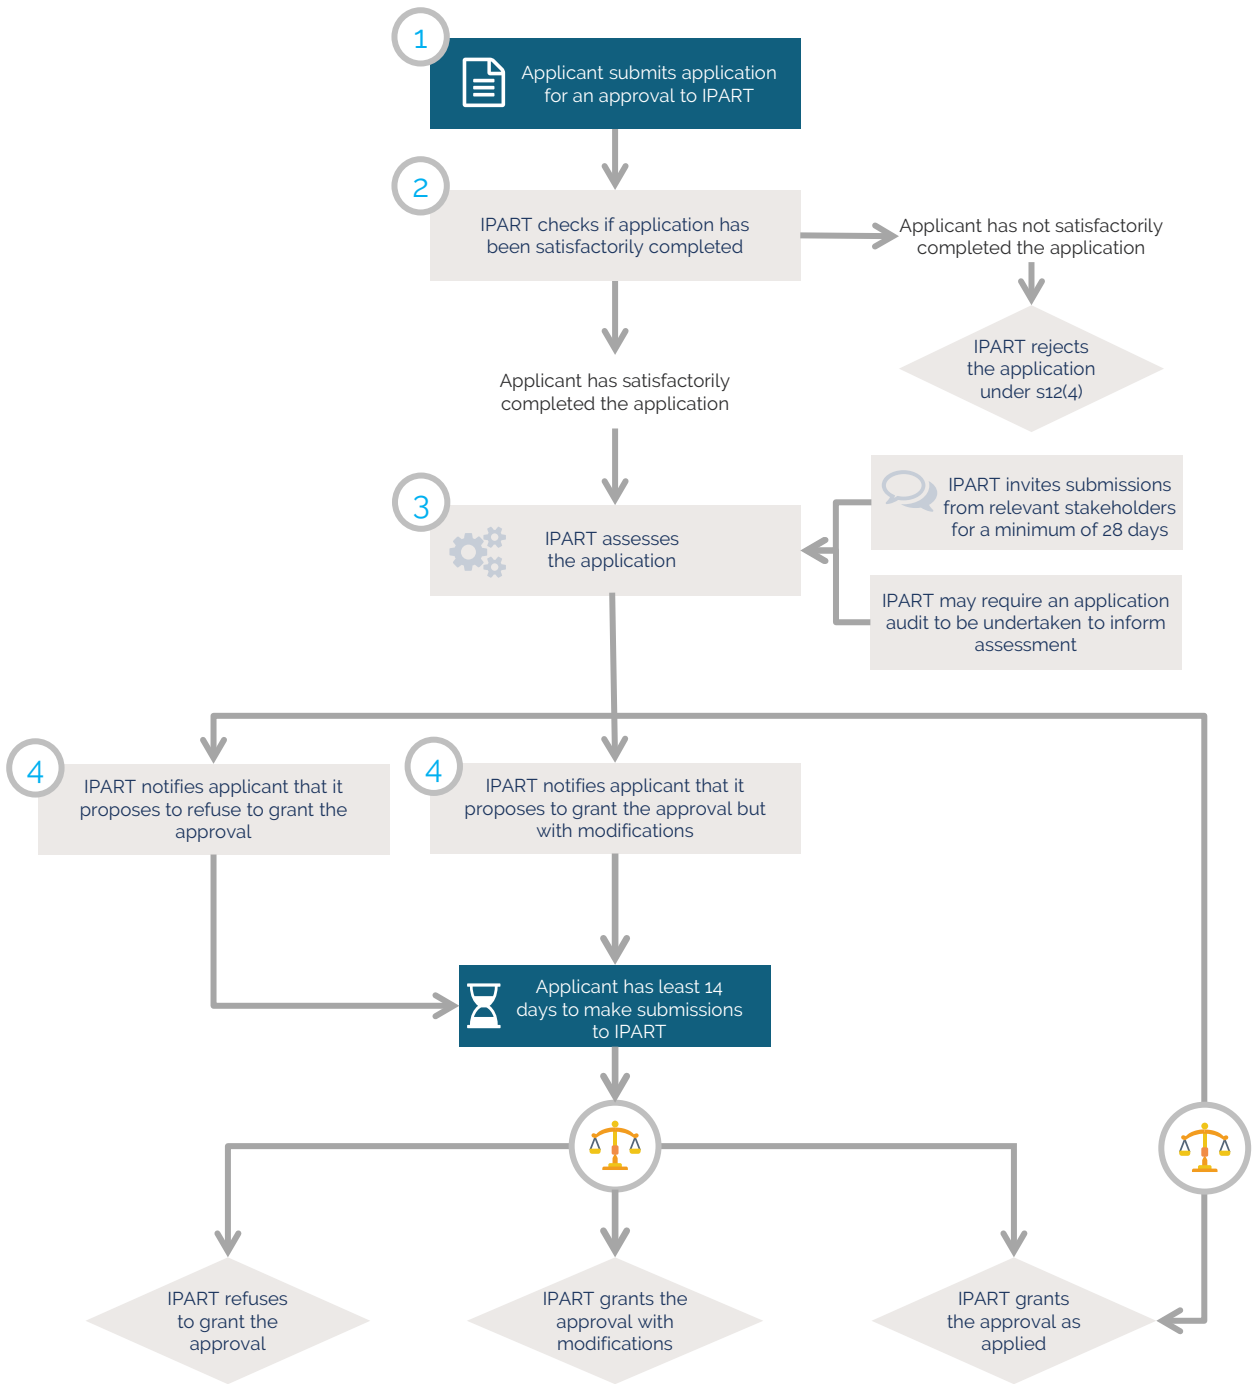 1
Applicant submits application
for an approval to IPART
2
IPART checks if application has
been satisfactorily completed
Applicant has not satisfactorily
completed the application
IPART rejects
the application
under s12(4)
Applicant has satisfactorily
completed the application
3
IPART assesses
the application
IPART invites submissions
from relevant stakeholders
for a minimum of 28 days
IPART may require an application
audit to be undertaken to inform
assessment
4
IPART notifies applicant that it
proposes to refuse to grant the
approval
4
IPART notifies applicant that it
proposes to grant the approval but
with modifications
Applicant has least 14
days to make submissions
to IPART
IPART refuses
to grant the
approval
IPART grants the
approval with
modifications
IPART grants
the approval as
applied